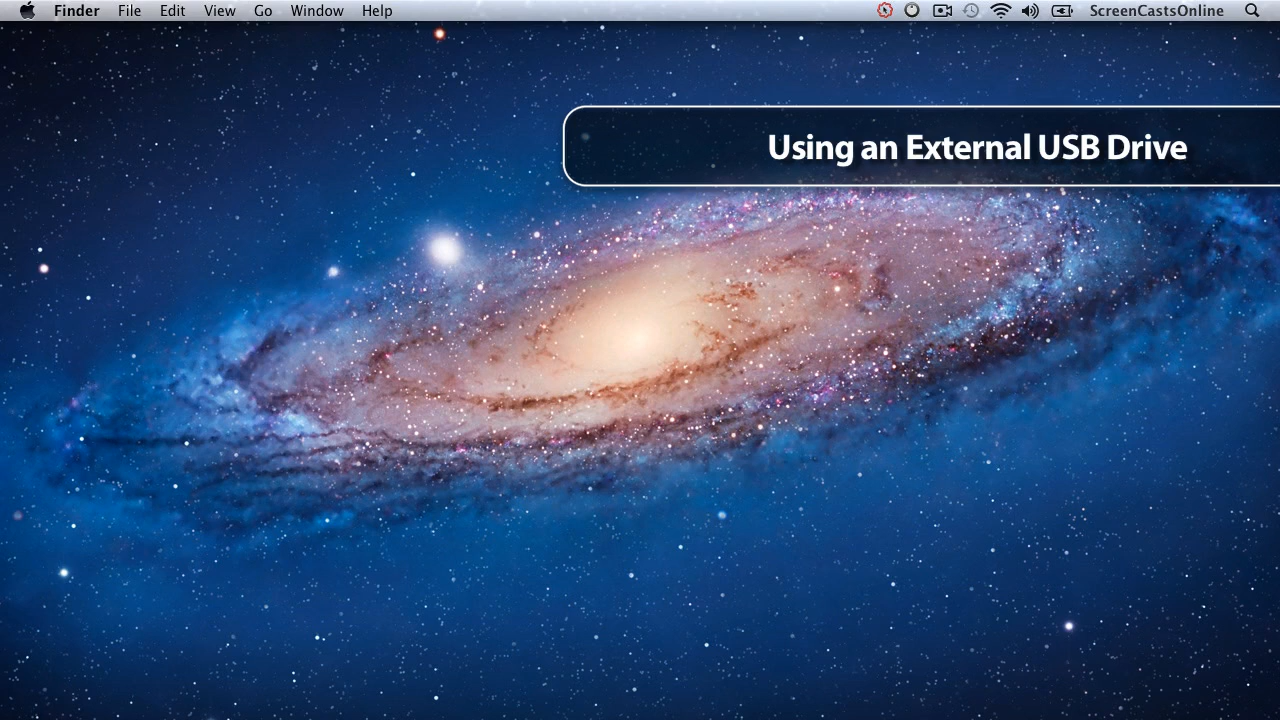 Finder File Edit View Go Window Help ScreenCastsOnline
Using an External USB Drive